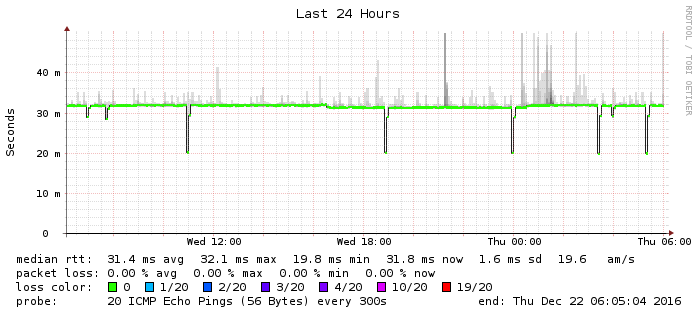 Last 24 Hours
RRDTOOL / TOBI OETIKER
Seconds
40 m
30 m
20 m
10 m
0
Wed 12:00 Wed 18:00 Thu 00:00 Thu 06:00
median rtt: 31.4 ms avg 32.1 ms max 19.8 ms min 31.8 ms now 1.6 ms sd 19.6 am/s
packet loss: 0.00 % avg 0.00 % max 0.00 % min 0.00 % now
loss color: 0 1/20 2/20 3/20 4/20 10/20 19/20
probe: 20 ICMP Echo Pings (56 Bytes) every 300s end: Thu Dec 22 06:05:04 2016